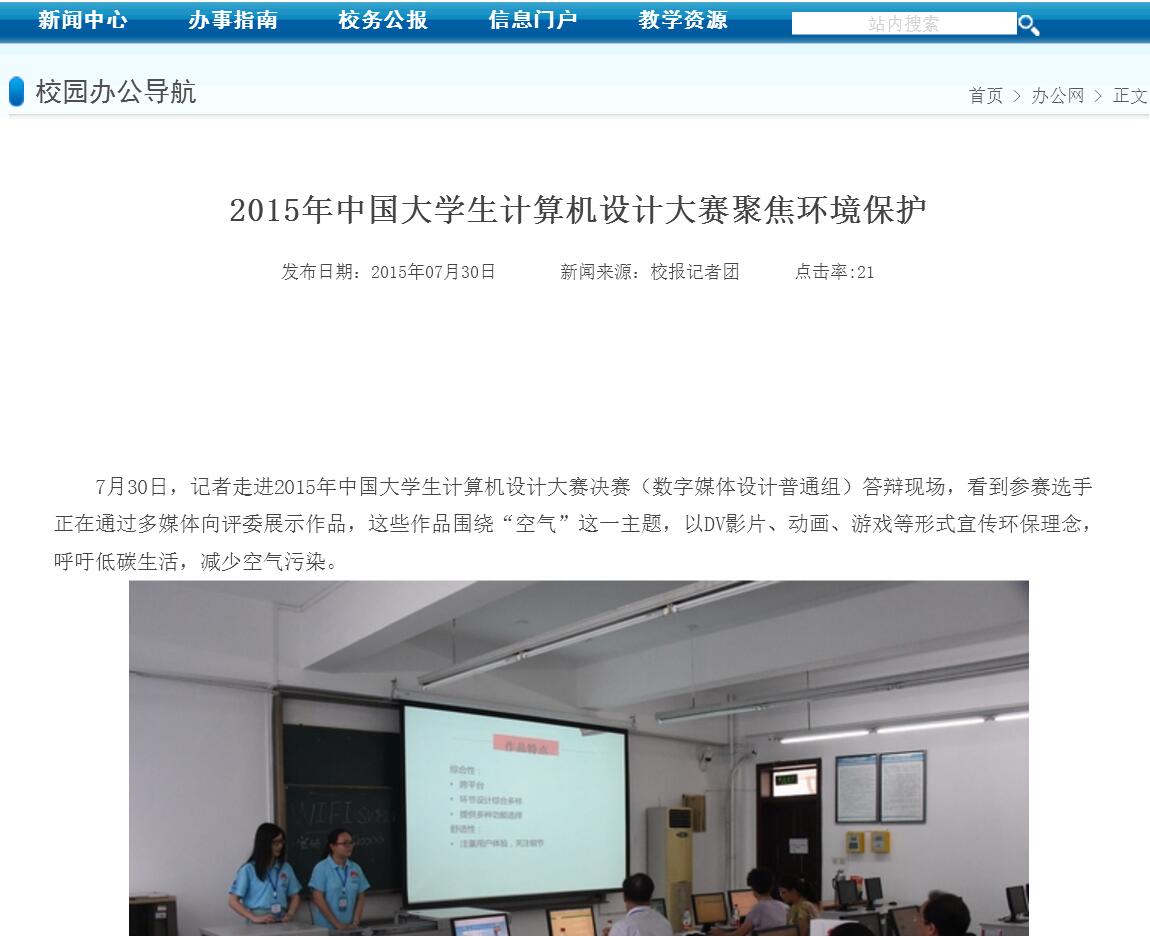 新闻中心 办事指南 校务公报 信息门户 教学资源 站内搜索
校园办公导航
首页 > 办公网 > 正文
2015年中国大学生计算机设计大赛聚焦环境保护
发布日期：2015年07月30日 新闻来源：校报记者团 点击率:21
7月30日，记者走进2015年中国大学生计算机设计大赛决赛（数字媒体设计普通组）答辩现场，看到参赛选手
正在通过多媒体向评委展示作品，这些作品围绕“空气”这一主题，以DV影片、动画、游戏等形式宣传环保理念，
呼吁低碳生活，减少空气污染。
作品特点
综合性：
• 跨平台
• 环节设计综合多样
• 提供多种功能选择
舒适性：
• 注重用户体验，关注细节
WIFI